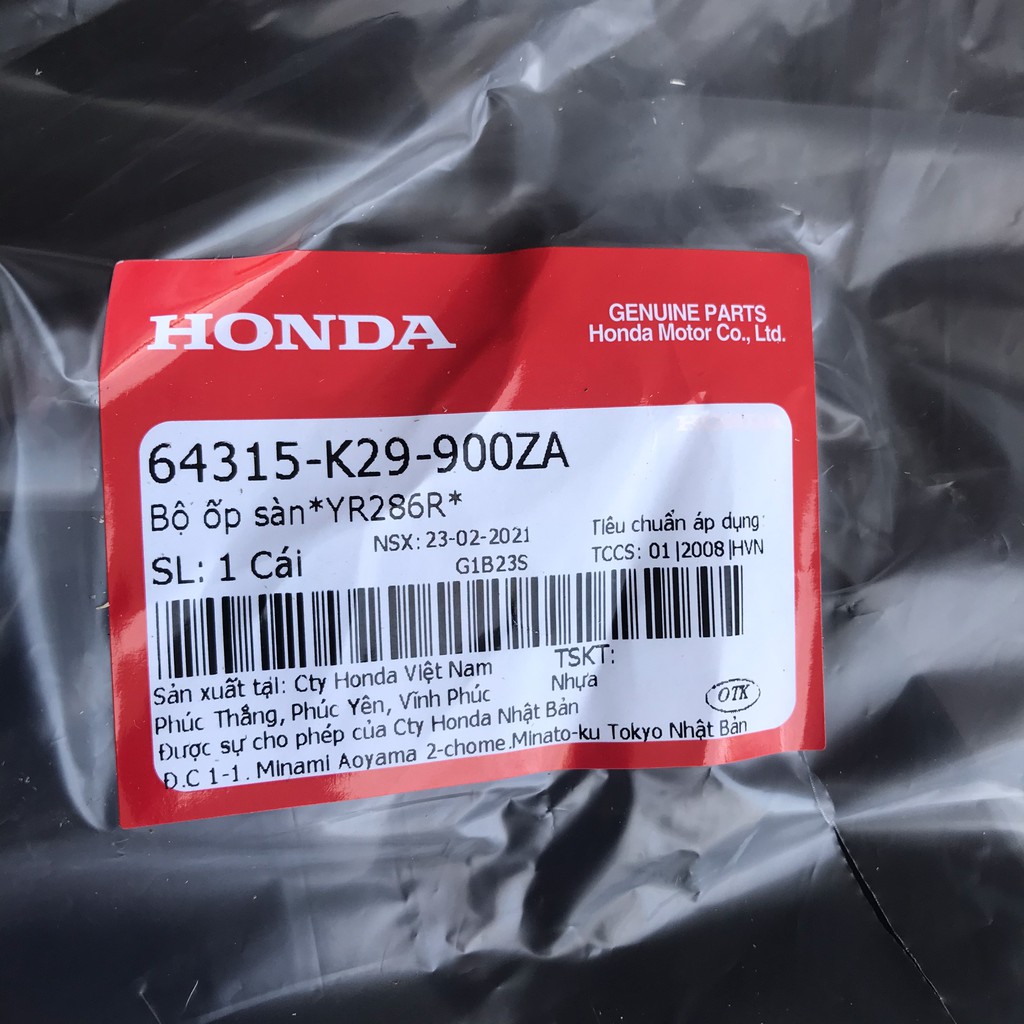 HONDA
GENUINE PARTS
Honda Motor Co., Ltd.
64315-K29-900ZA
Bộ ốp sàn*YR286R*
NSX: 23-02-2021
Tiêu chuẩn áp dụng
SL: 1 Cái
G1B23S
TCCS: 01|2008|HVN
Sản xuất tại: Cty Honda Việt Nam
TSKT:
Phúc Thắng, Phúc Yên, Vĩnh Phúc
Nhựa
OTK
Được sự cho phép của Cty Honda Nhật Bản
Đ.C 1-1. Minami Aoyama 2-chome.Minato-ku Tokyo Nhật Bản